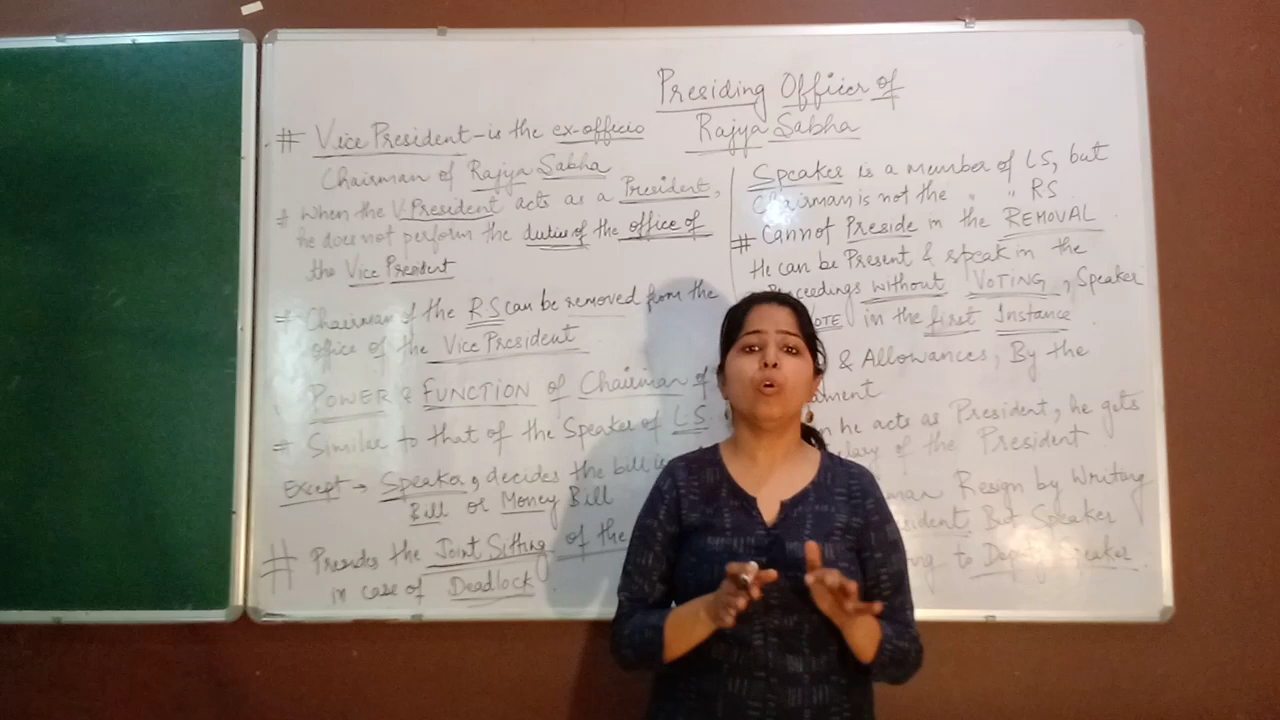 Presiding Officer of
Rajya Sabha
# Vice President - is the ex-officio
Chairman of Rajya Sabha
# When the V.President acts as a President,
he does not perform the duties of the office of
the Vice President
# Chairman of the RS can be removed from the
office of the Vice President
POWER & FUNCTION of Chairman of
# Similar to that of the Speaker of L.S.
Except → Speaker, decides the bill is
Bill or Money Bill
# Presides the Joint Sitting of the
in case of Deadlock
Speaker is a member of LS, but
Chairman is not the " " RS
# Cannot Preside in the REMOVAL
He can be Present & speak in the
Proceedings without VOTING, Speaker
VOTE in the first Instance
& Allowances, By the
he acts as President, he gets
of the President
Resign by Writing
But Speaker
to Deputy Speaker